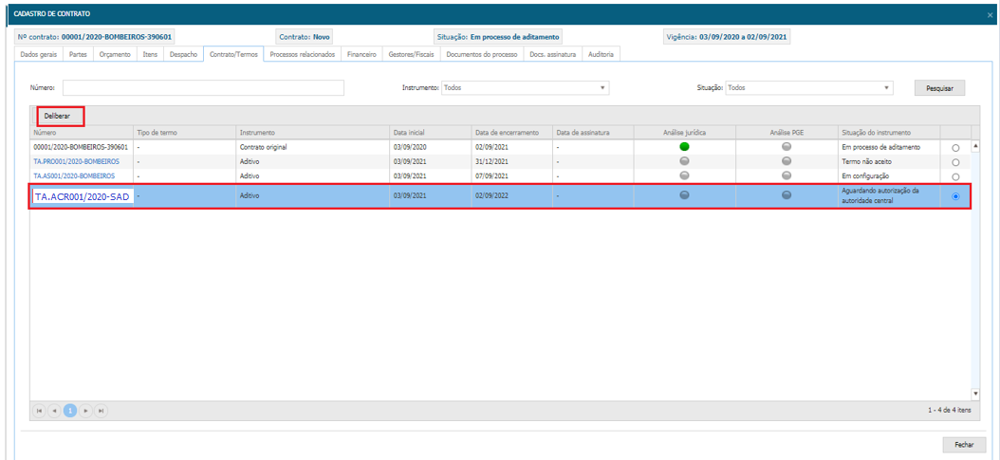 CADASTRO DE CONTRATO
Nº contrato: 00001/2020-BOMBEIROS-390601 Contrato: Novo Situação: Em processo de aditamento Vigência: 03/09/2020 a 02/09/2021
Dados gerais Partes Orçamento Itens Despacho Contrato/Termos Processos relacionados Financeiro Gestores/Fiscais Documentos do processo Docs. assinatura Auditoria
Número: Instrumento: Todos Situação: Todos Pesquisar
Deliberar
Número Tipo de termo Instrumento Data inicial Data de encerramento Data de assinatura Análise jurídica Análise PGE Situação do instrumento
00001/2020-BOMBEIROS-390601 - Contrato original 03/09/2020 02/09/2021 - Em processo de aditamento
TA.PRO001/2020-BOMBEIROS - Aditivo 03/09/2021 31/12/2021 - Termo não aceito
TA.AS001/2020-BOMBEIROS - Aditivo 03/09/2021 07/09/2021 - Em configuração
TA.ACR001/2020-SAD - Aditivo 03/09/2021 02/09/2022 - Aguardando autorização da
autoridade central
1 1 - 4 de 4 itens
Fechar